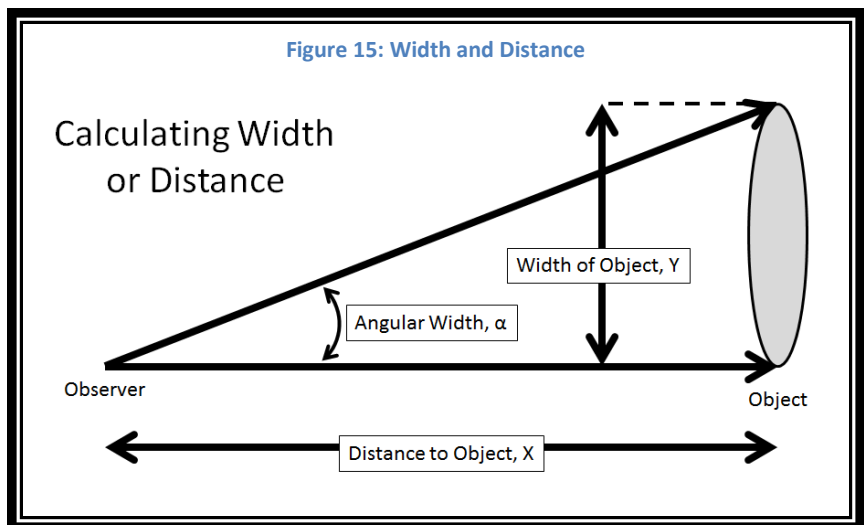 Figure 15: Width and Distance
Calculating Width
or Distance
Width of Object, Y
Angular Width, α
Observer
Object
Distance to Object, X